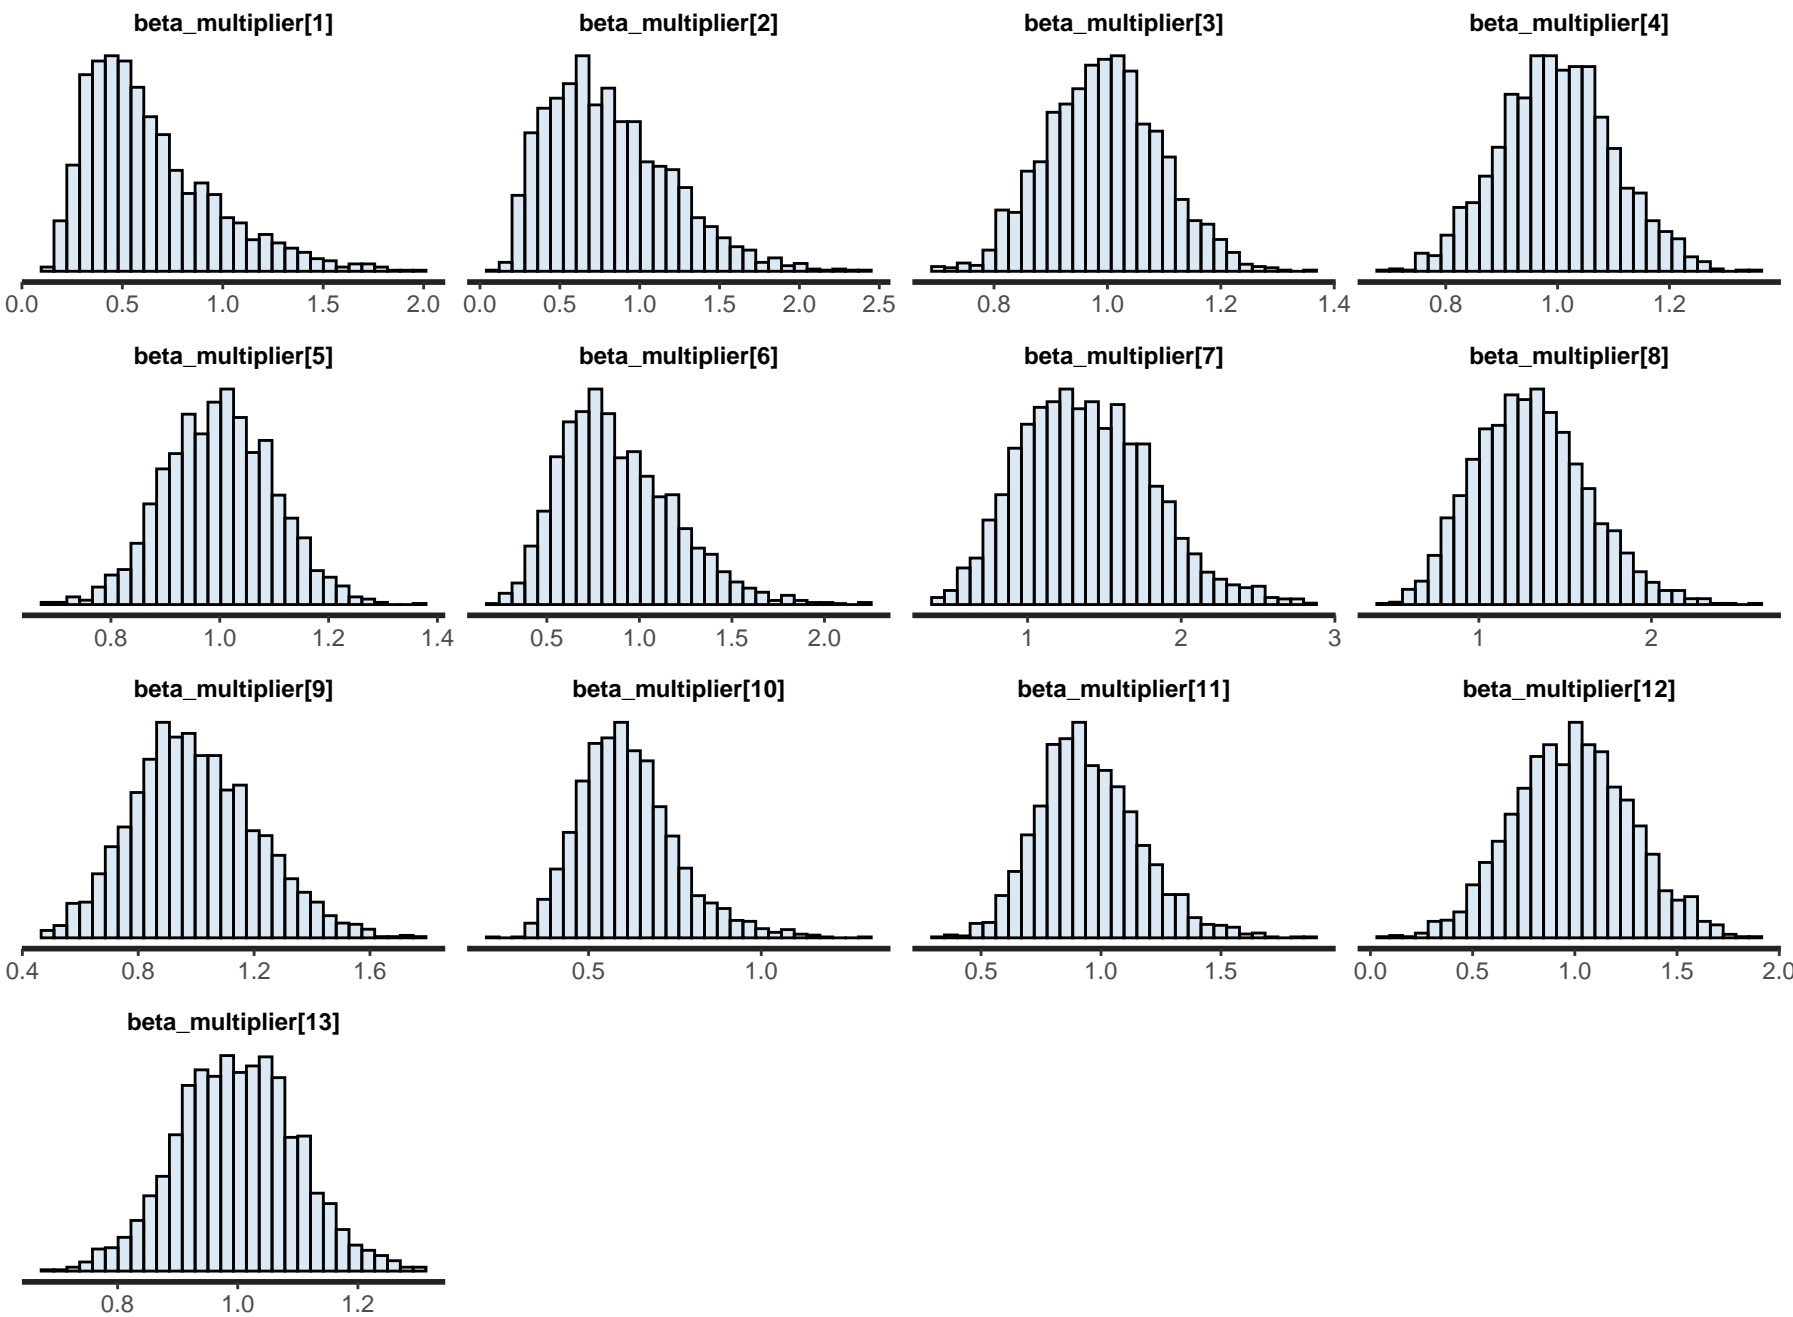 beta_multiplier[1] beta_multiplier[2] beta_multiplier[3] beta_multiplier[4]
0.0 0.5 1.0 1.5 2.0 0.0 0.5 1.0 1.5 2.0 2.5 0.8 1.0 1.2 1.4 0.8 1.0 1.2
beta_multiplier[5] beta_multiplier[6] beta_multiplier[7] beta_multiplier[8]
0.8 1.0 1.2 1.4 0.5 1.0 1.5 2.0 1 2 3 1 2
beta_multiplier[9] beta_multiplier[10] beta_multiplier[11] beta_multiplier[12]
0.4 0.8 1.2 1.6 0.5 1.0 0.5 1.0 1.5 0.0 0.5 1.0 1.5 2.0
beta_multiplier[13]
0.8 1.0 1.2